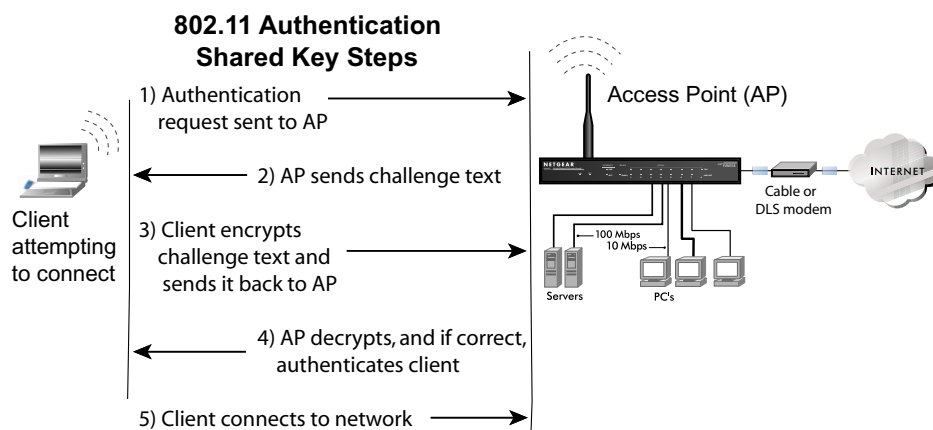 802.11 Authentication
Shared Key Steps
1) Authentication
request sent to AP
Access Point (AP)
NETGEAR
INTERNET
Cable or
DLS modem
2) AP sends challenge text
Client
attempting
to connect
3) Client encrypts
challenge text and
sends it back to AP
100 Mbps
10 Mbps
Servers
PC's
4) AP decrypts, and if correct,
authenticates client
5) Client connects to network